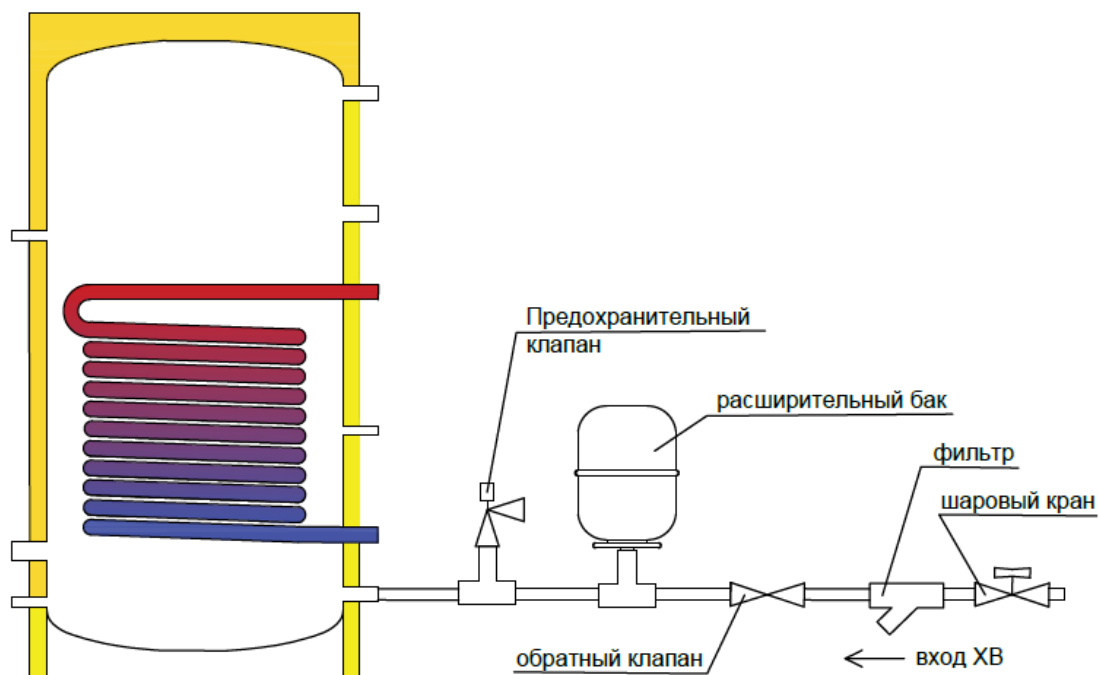 Предохранительный
клапан
расширительный бак
фильтр
шаровый кран
обратный клапан
вход ХВ